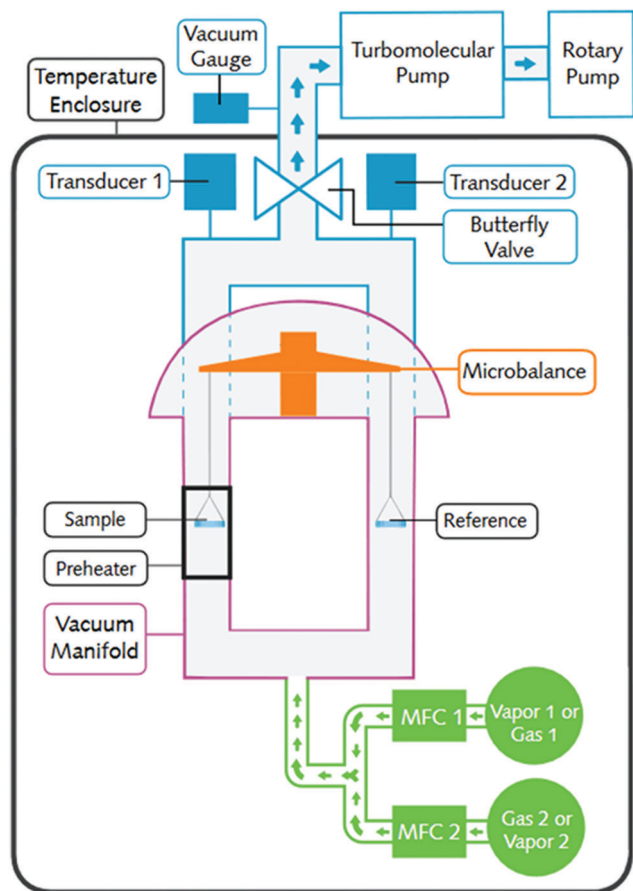 Vacuum
Gauge
Turbomolecular
Pump
Rotary
Pump
Temperature
Enclosure
Transducer 1
Transducer 2
Butterfly
Valve
Microbalance
Sample
Reference
Preheater
Vacuum
Manifold
MFC 1
Vapor 1 or
Gas 1
MFC 2
Gas 2 or
Vapor 2